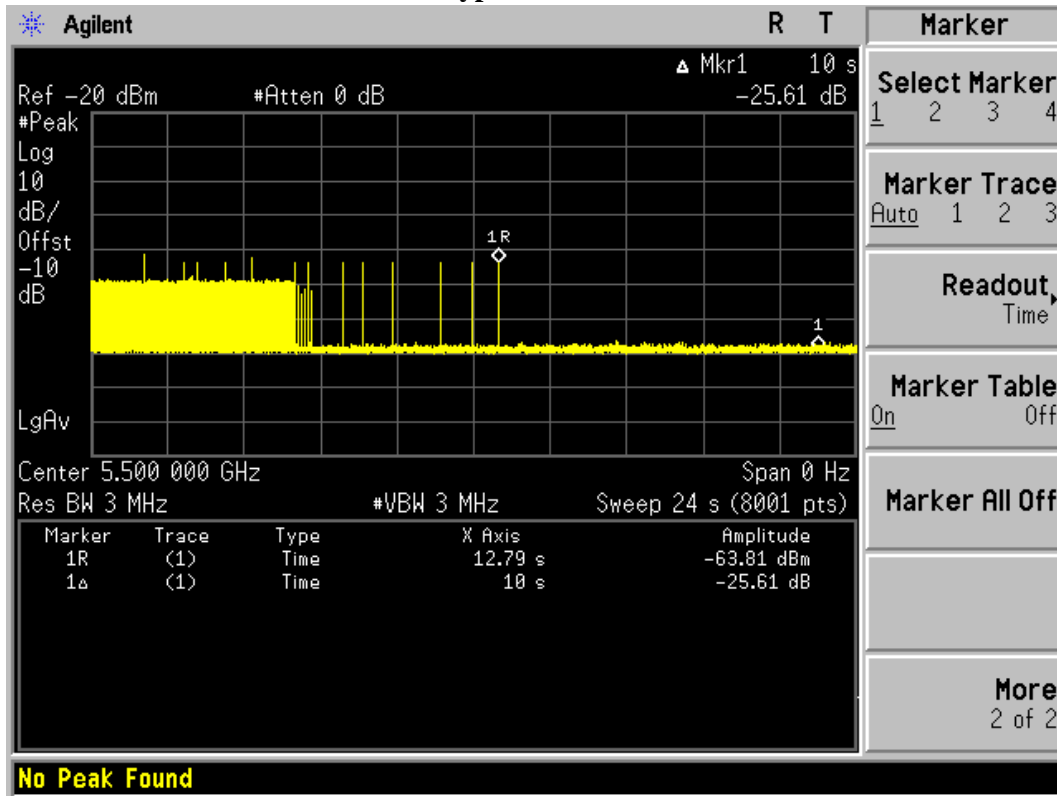 Agilent R T Marker
Δ Mkr1 10 s
Ref -20 dBm #Atten 0 dB -25.61 dB
#Peak
Log
10
dB/
Offst
-10
dB
1R
1
LgAv
Center 5.500 000 GHz Span 0 Hz
Res BW 3 MHz #VBW 3 MHz Sweep 24 s (8001 pts)
Marker Trace Type X Axis Amplitude
1R (1) Time 12.79 s -63.81 dBm
1Δ (1) Time 10 s -25.61 dB
No Peak Found
Select Marker
1 2 3 4
Marker Trace
Auto 1 2 3
Readout
Time
Marker Table
On Off
Marker All Off
More
2 of 2